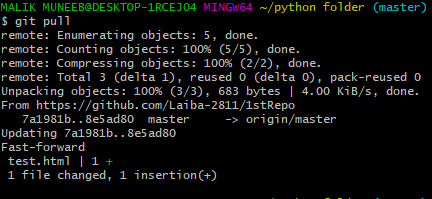 MALIK MUNEEB@DESKTOP-1RCEJO4 MINGW64 ~/python folder (master)
$ git pull
remote: Enumerating objects: 5, done.
remote: Counting objects: 100% (5/5), done.
remote: Compressing objects: 100% (2/2), done.
remote: Total 3 (delta 1), reused 0 (delta 0), pack-reused 0
Unpacking objects: 100% (3/3), 683 bytes | 4.00 KiB/s, done.
From https://github.com/Laiba-2811/1stRepo
   7a1981b..8e5ad80  master     -> origin/master
Updating 7a1981b..8e5ad80
Fast-forward
 test.html | 1 +
 1 file changed, 1 insertion(+)